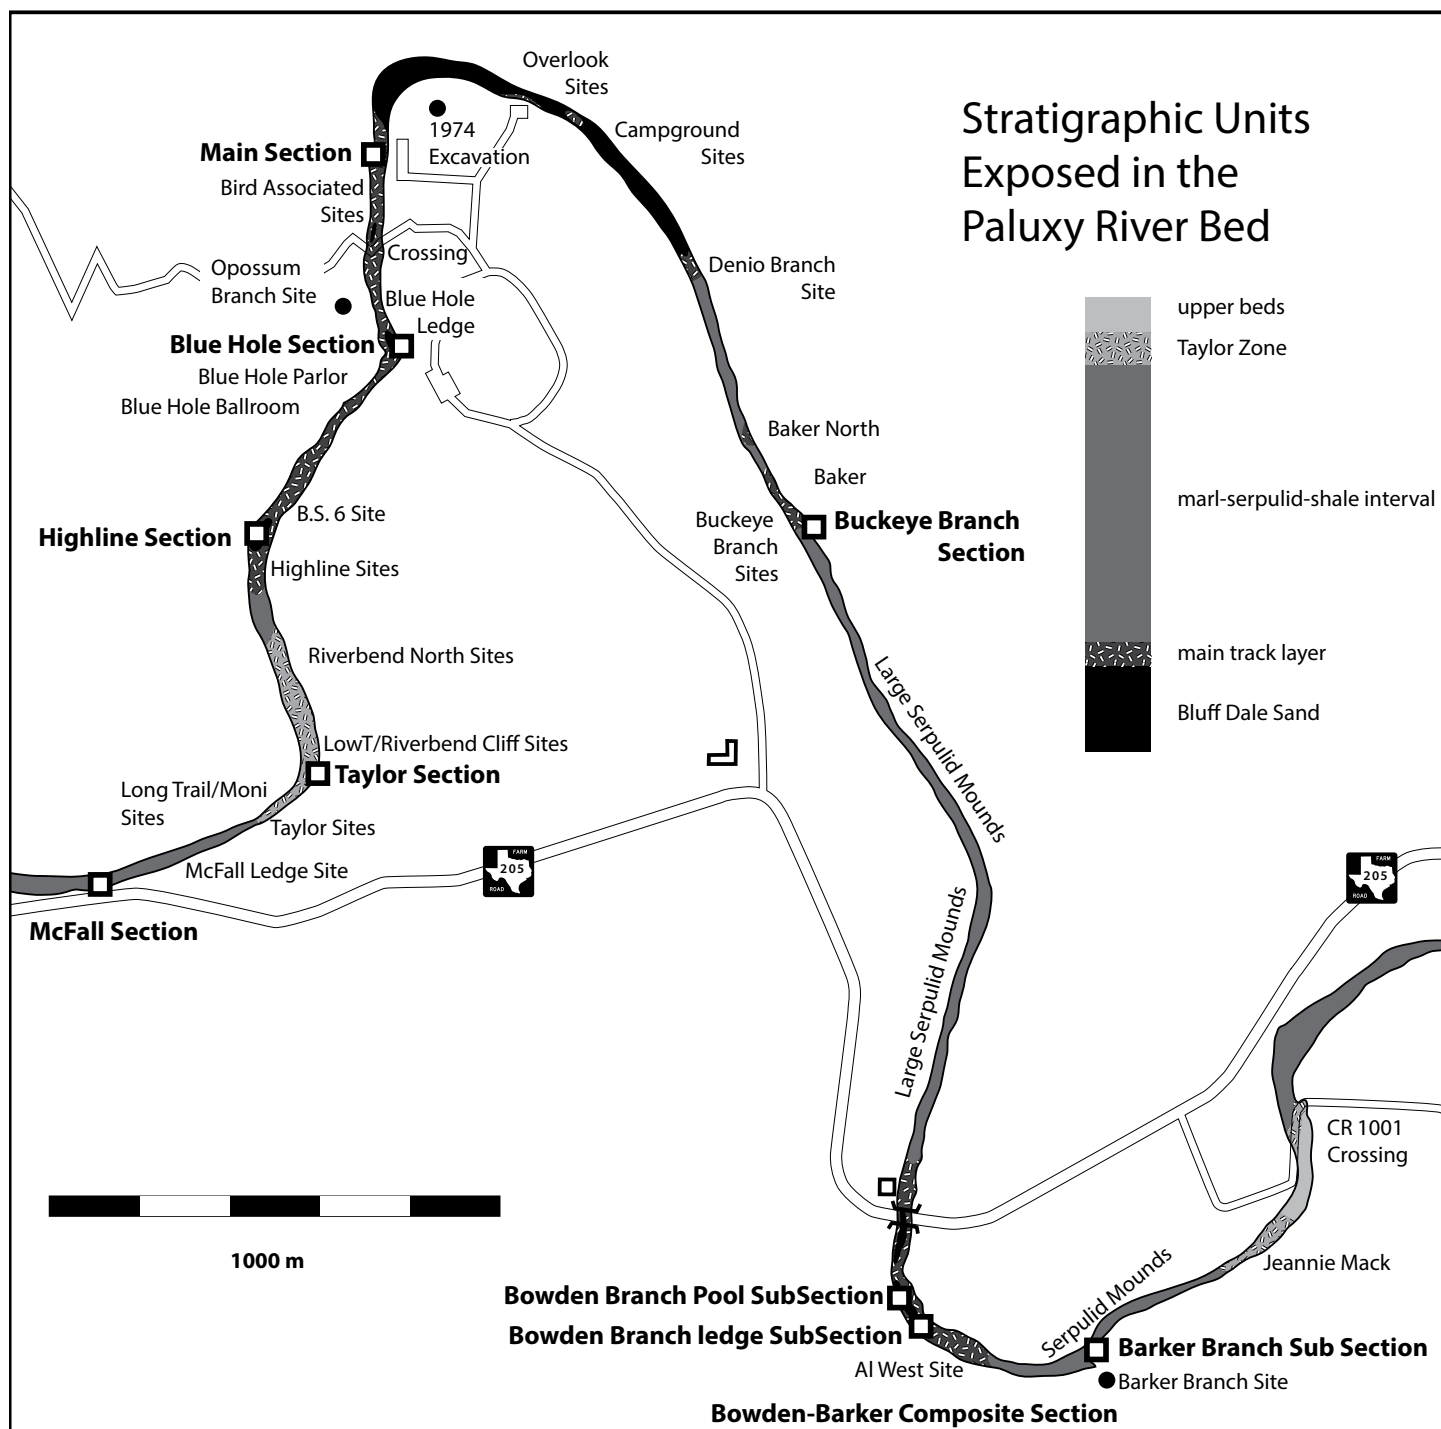 Overlook
Sites
1974
Excavation
Campground
Sites
Stratigraphic Units
Exposed in the
Paluxy River Bed
Main Section
Bird Associated
Sites
Crossing
Opossum
Branch Site
Blue Hole
Ledge
Denio Branch
Site
upper beds
Taylor Zone
Blue Hole Section
Blue Hole Parlor
Blue Hole Ballroom
Baker North
Baker
marl-serpulid-shale interval
B.S. 6 Site
Highline Section
Highline Sites
Buckeye
Branch
Sites
Buckeye Branch
Section
Riverbend North Sites
main track layer
Bluff Dale Sand
Large Serpulid Mounds
LowT/Riverbend Cliff Sites
Taylor Section
Long Trail/Moni
Sites
Taylor Sites
McFall Ledge Site
McFall Section
FARM
205
ROAD
FARM
205
ROAD
Large Serpulid Mounds
CR 1001
Crossing
1000 m
Jeannie Mack
Serpulid Mounds
Bowden Branch Pool SubSection
Bowden Branch ledge SubSection
Al West Site
Barker Branch Sub Section
Barker Branch Site
Bowden-Barker Composite Section